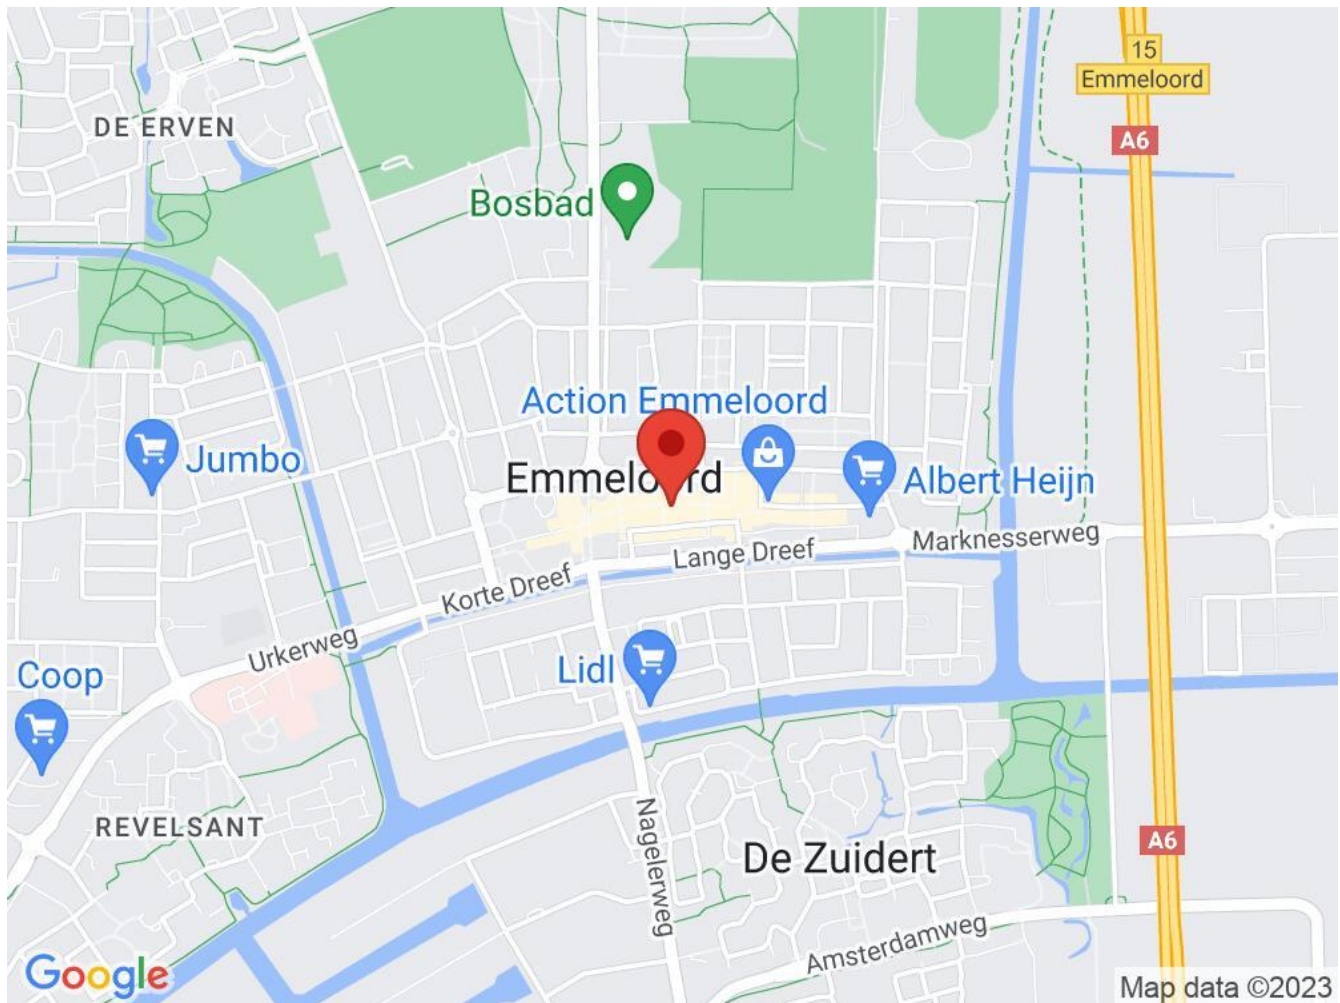 15
Emmeloord
A6
DE ERVEN
Bosbad
Action Emmeloord
Jumbo
Emmeloord
Albert Heijn
Marknesserweg
Lange Dreef
Korte Dreef
Urkerweg
Lidl
Coop
REVELSANT
Nagelerweg
De Zuidert
A6
Amsterdamweg
Google
Map data ©2023